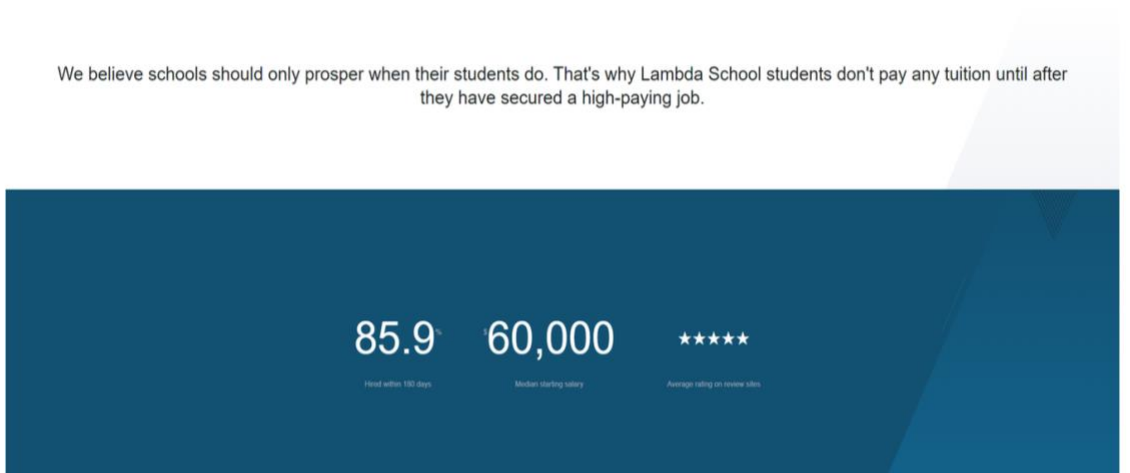 We believe schools should only prosper when their students do. That's why Lambda School students don't pay any tuition until after
they have secured a high-paying job.
85.9% $60,000 ★★★★★
Hired within 180 days Median starting salary Average rating on review sites